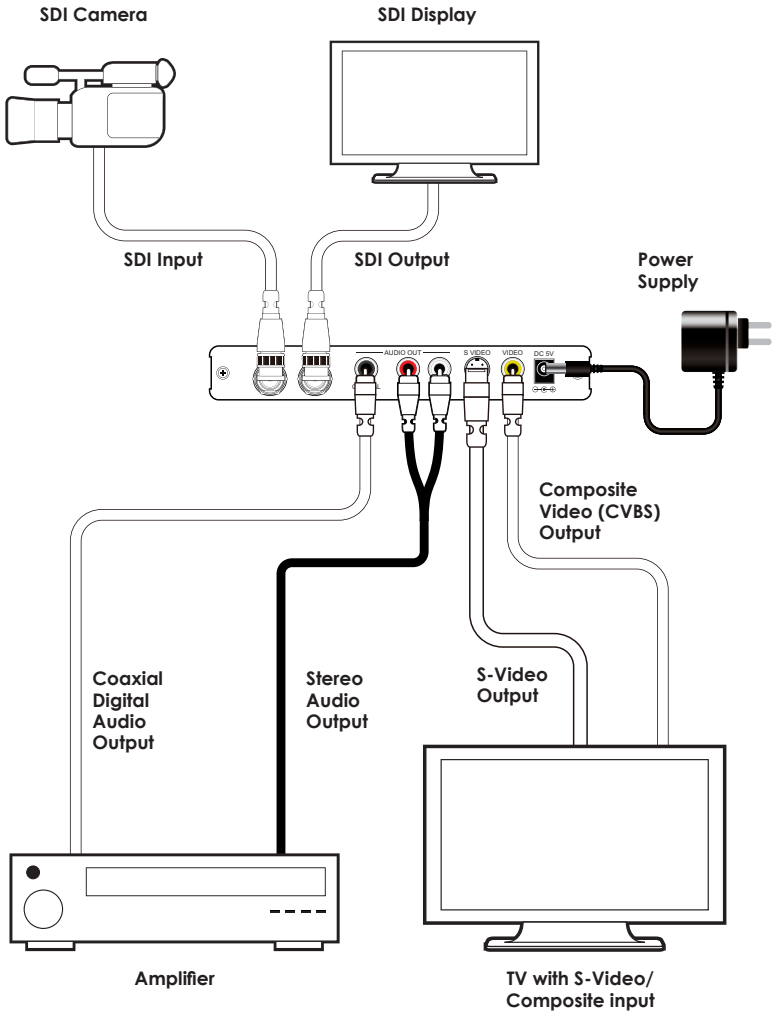 SDI Camera
SDI Display
SDI Input
SDI Output
Power
Supply
AUDIO OUT
S VIDEO
VIDEO
DC 5V
Composite
Video (CVBS)
Output
Coaxial
Digital
Audio
Output
Stereo
Audio
Output
S-Video
Output
Amplifier
TV with S-Video/
Composite input